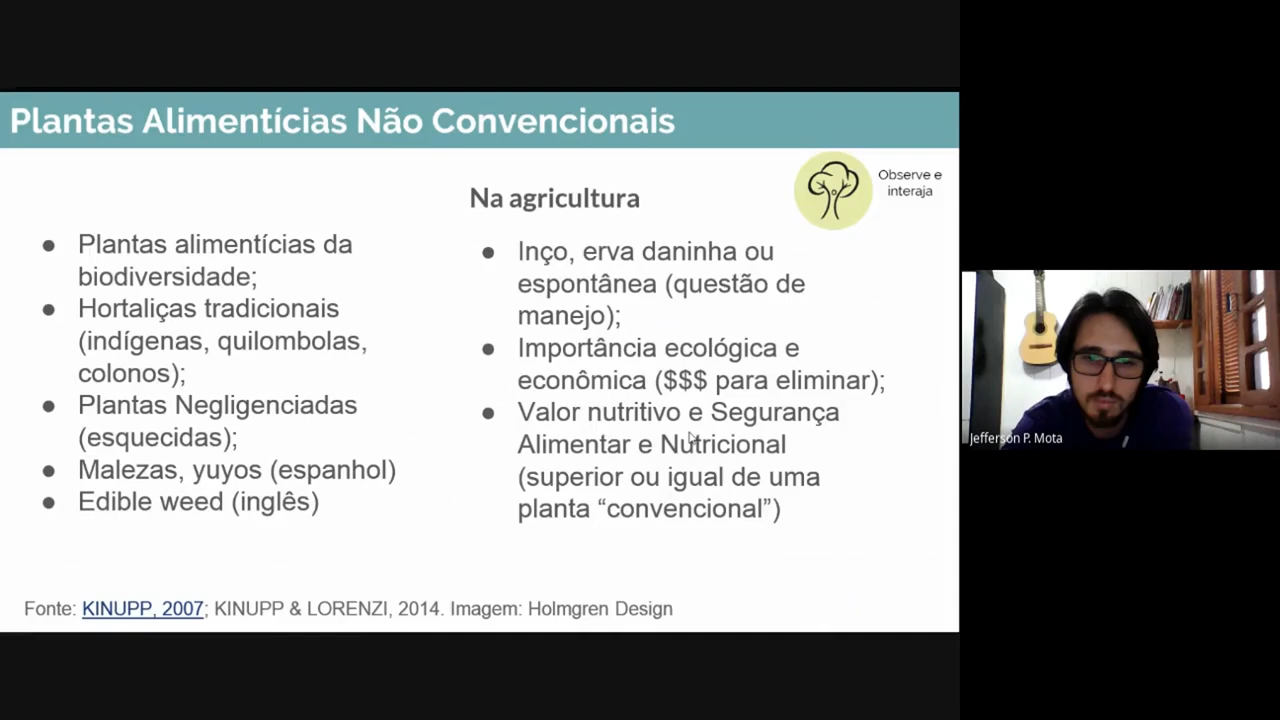 Plantas Alimentícias Não Convencionais
Observe e
interaja
Plantas alimentícias da
biodiversidade;
Hortaliças tradicionais
(indígenas, quilombolas,
colonos);
Plantas Negligenciadas
(esquecidas);
Malezas, yuyos (espanhol)
Edible weed (inglês)
Na agricultura
Inço, erva daninha ou
espontânea (questão de
manejo);
Importância ecológica e
econômica ($$$ para eliminar);
Valor nutritivo e Segurança
Alimentar e Nutricional
(superior ou igual de uma
planta “convencional”)
Fonte: KINUPP, 2007; KINUPP & LORENZI, 2014. Imagem: Holmgren Design
Jefferson P. Mota